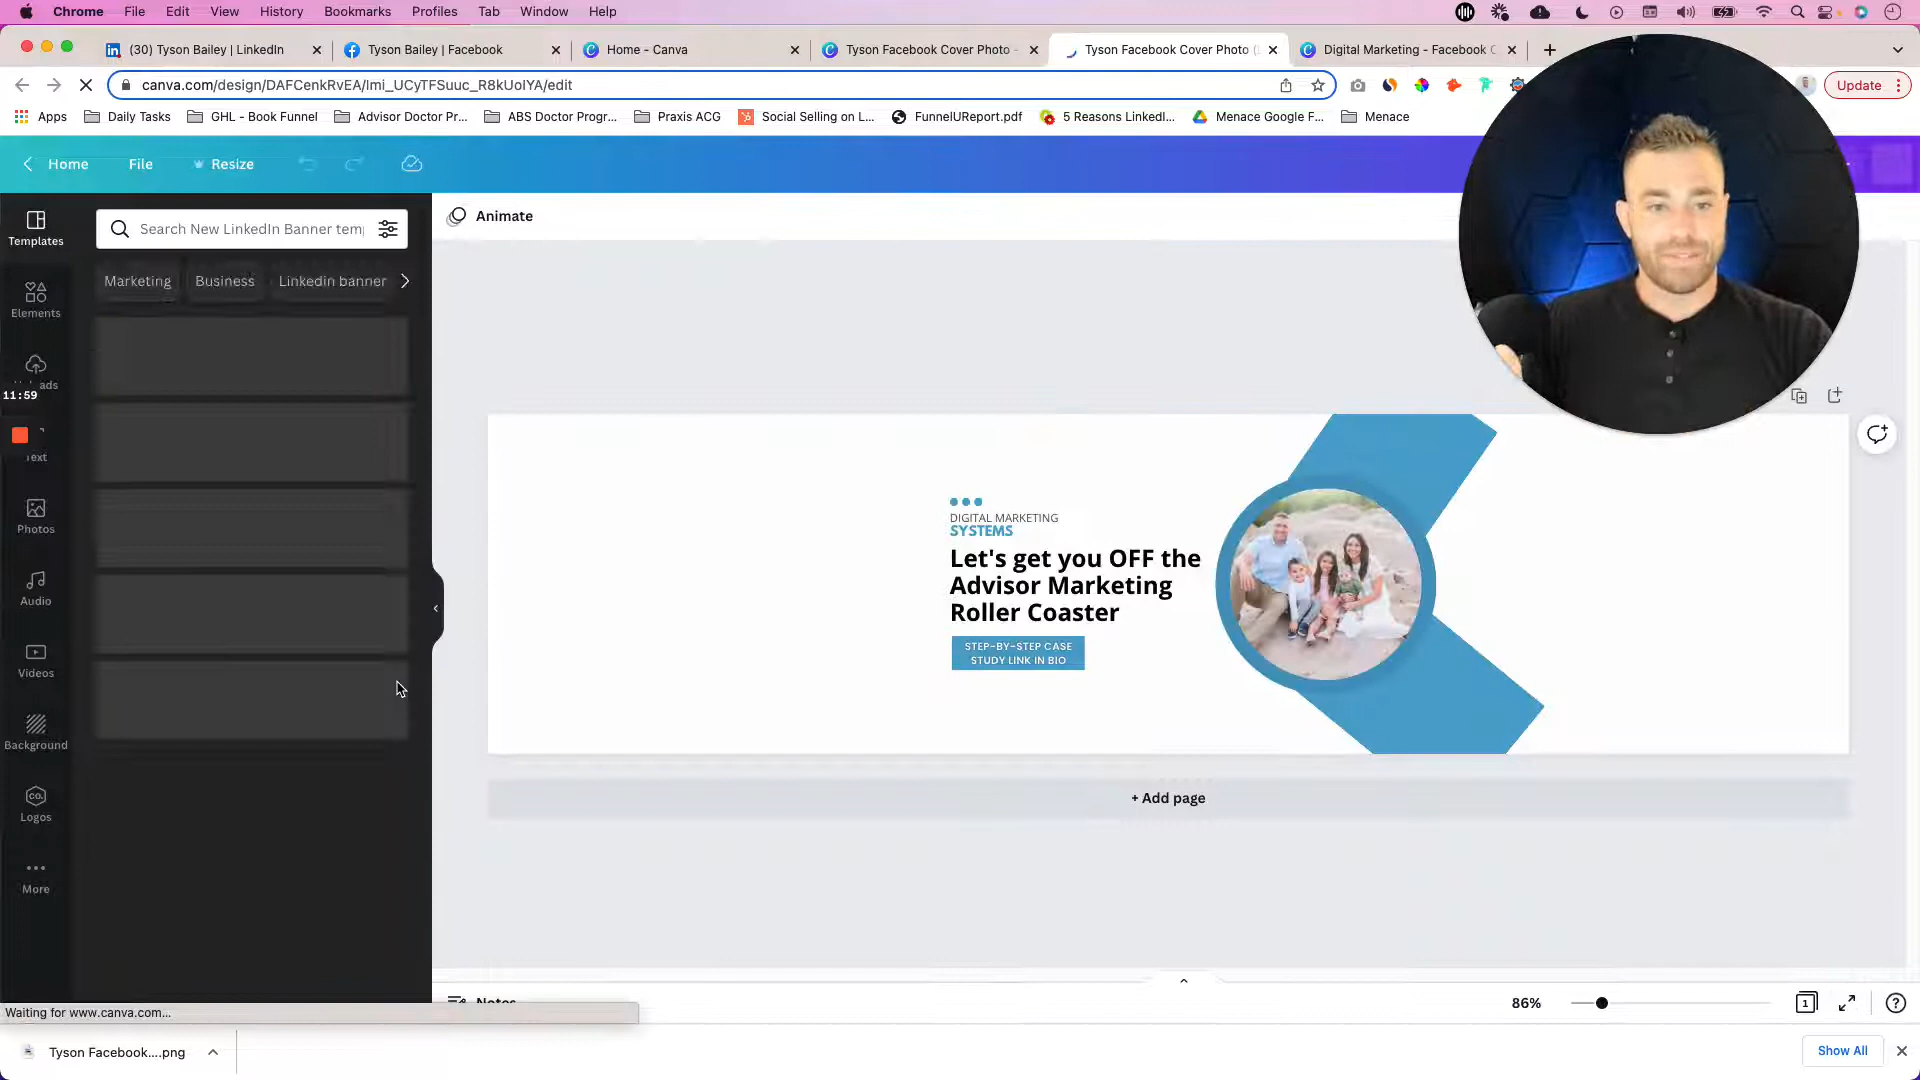 Chrome File Edit View History Bookmarks Profiles Tab Window Help
(30) Tyson Bailey | LinkedIn
Tyson Bailey | Facebook
Home - Canva
Tyson Facebook Cover Photo -
Tyson Facebook Cover Photo (
Digital Marketing - Facebook C
canva.com/design/DAFCenkRvEA/lmi_UCyTFSuuc_R8kUoIYA/edit
Update
Apps
Daily Tasks
GHL - Book Funnel
Advisor Doctor Pr...
ABS Doctor Progr...
Praxis ACG
Social Selling on L...
FunnelUReport.pdf
5 Reasons LinkedI...
Menace Google F...
Menace
Home
File
Resize
Templates
Search New LinkedIn Banner tem
Animate
Marketing
Business
Linkedin banner
Elements
ads
11:59
Text
Photos
Audio
Videos
Background
CO.
Logos
More
DIGITAL MARKETING
SYSTEMS
Let's get you OFF the
Advisor Marketing
Roller Coaster
STEP-BY-STEP CASE
STUDY LINK IN BIO
+ Add page
Notes
86%
1
Waiting for www.canva.com...
Tyson Facebook....png
Show All